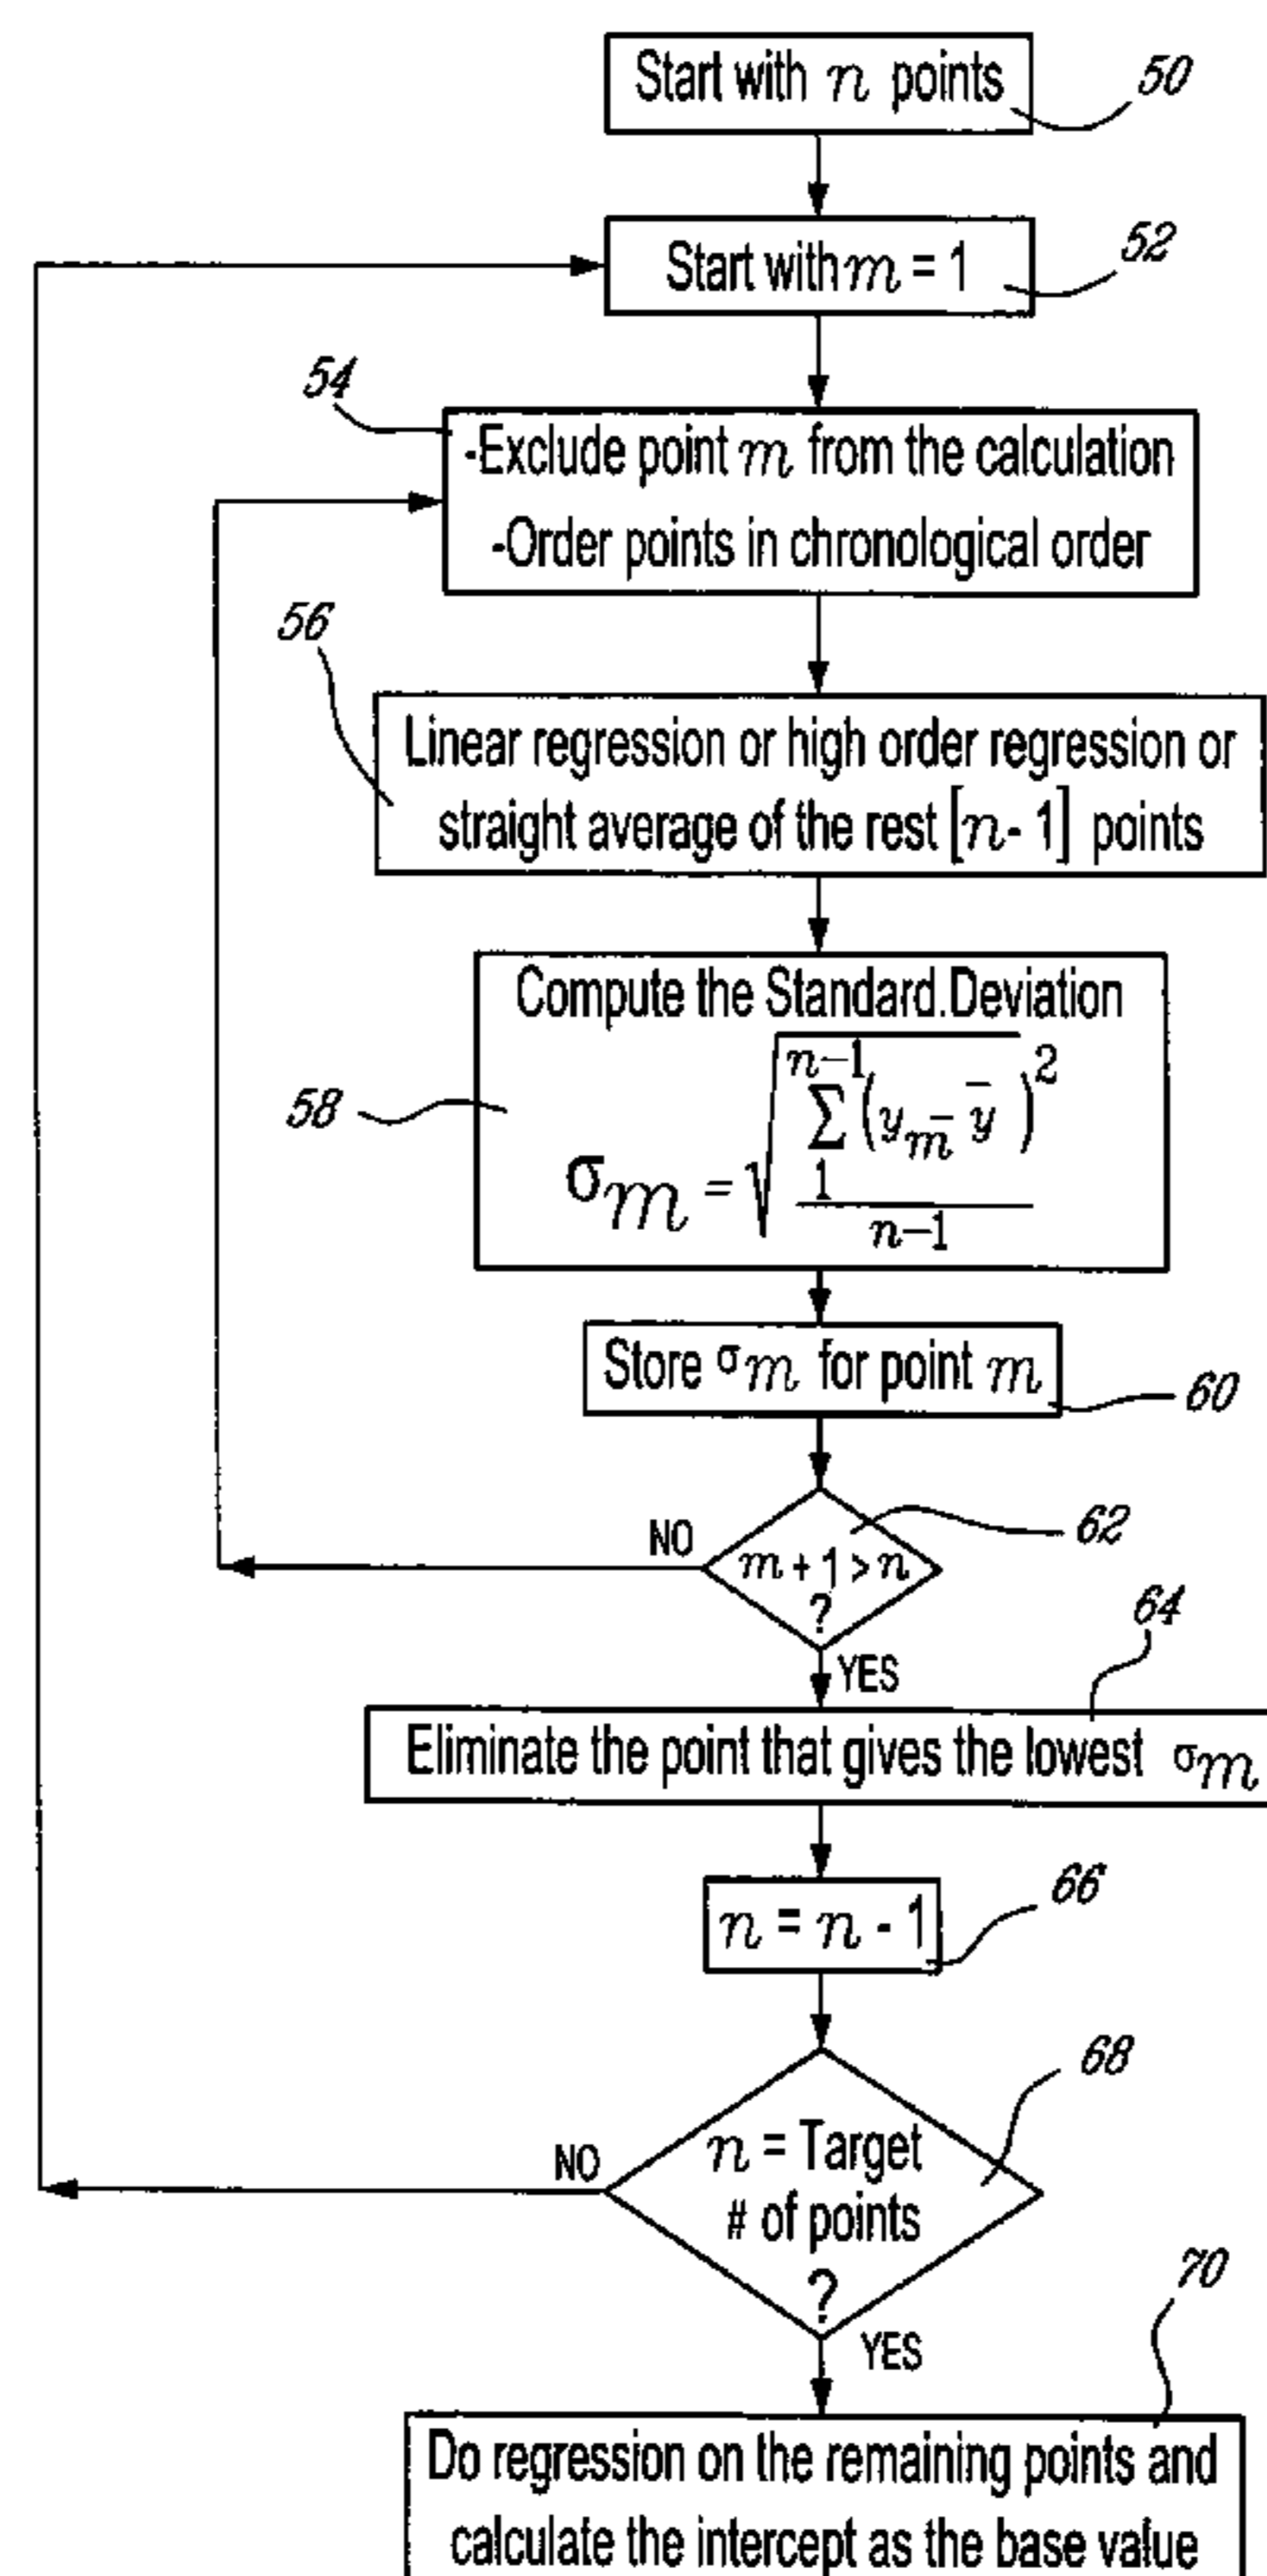 Start with n points
50
Start with m = 1
52
54
-Exclude point m from the calculation
-Order points in chronological order
56
Linear regression or high order regression or
straight average of the rest [n- 1] points
Compute the Standard.Deviation
58
σm = √ n-1 Σ 1 (ym - ȳ)2 / n-1
Store σm for point m
60
62
NO
m + 1 > n
?
64
YES
Eliminate the point that gives the lowest σm
66
n = n - 1
68
n = Target
NO
# of points
?
70
YES
Do regression on the remaining points and
calculate the intercept as the base value